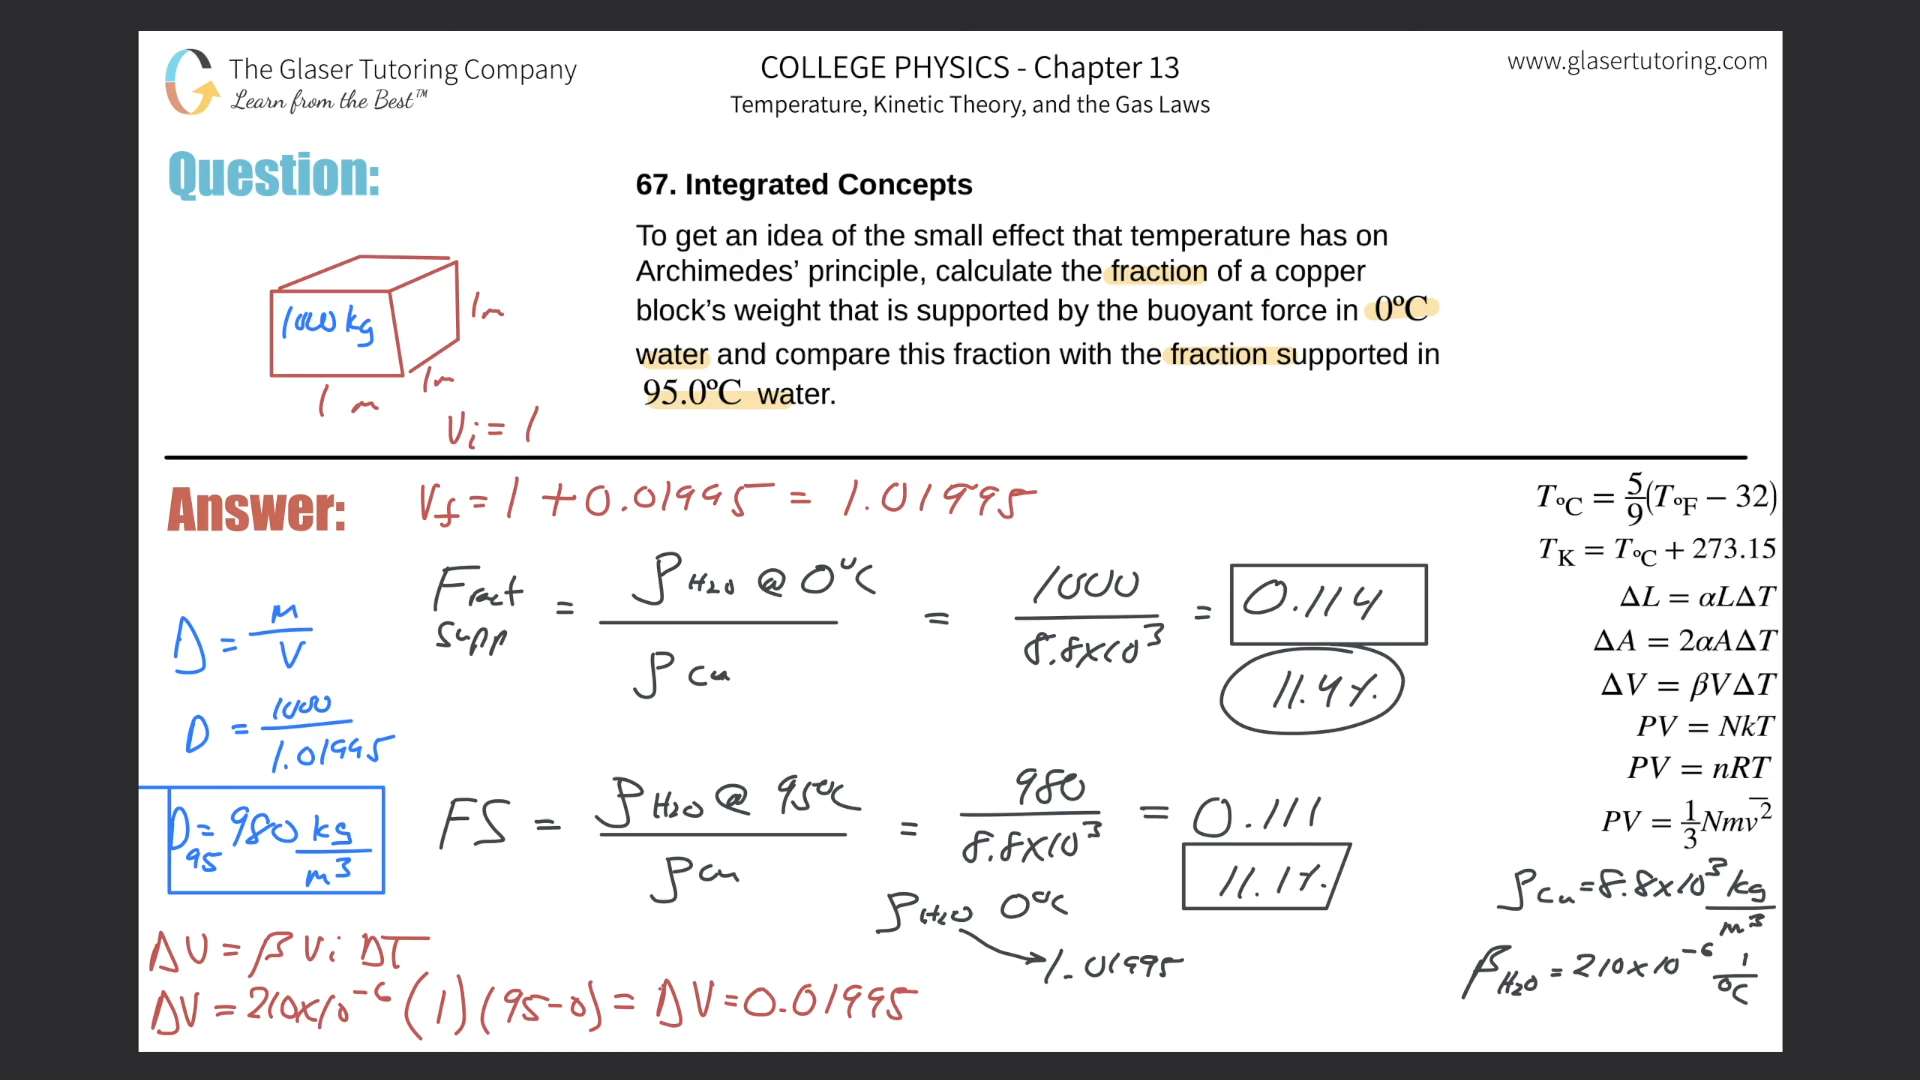 The Glaser Tutoring Company
Learn from the Best™
COLLEGE PHYSICS - Chapter 13
Temperature, Kinetic Theory, and the Gas Laws
www.glasertutoring.com
Question:
67. Integrated Concepts
To get an idea of the small effect that temperature has on
Archimedes’ principle, calculate the fraction of a copper
block’s weight that is supported by the buoyant force in 0ºC
water and compare this fraction with the fraction supported in
95.0ºC water.
1000 kg
1m
1m
1 m
Vi = 1
Answer:
Vf = 1 + 0.01995 = 1.01995
Fract supp = ρH2O @ 0°C / ρCu = 1000 / 8.8x10³ = 0.114
11.4%
D = M/V
D = 1000 / 1.01995
D95 = 980 kg/m³
FS = ρH2O @ 95°C / ρCu = 980 / 8.8x10³ = 0.111
11.1%
ρH2O 0°C
1.01995
ΔV = β Vi ΔT
ΔV = 210x10⁻⁶ (1)(95-0) = ΔV = 0.01995
T°C = 5/9(T°F − 32)
TK = T°C + 273.15
ΔL = αLΔT
ΔA = 2αAΔT
ΔV = βVΔT
PV = NkT
PV = nRT
PV = 1/3 Nmv̅²
ρCu = 8.8x10³ kg/m³
βH2O = 210x10⁻⁶ 1/°C